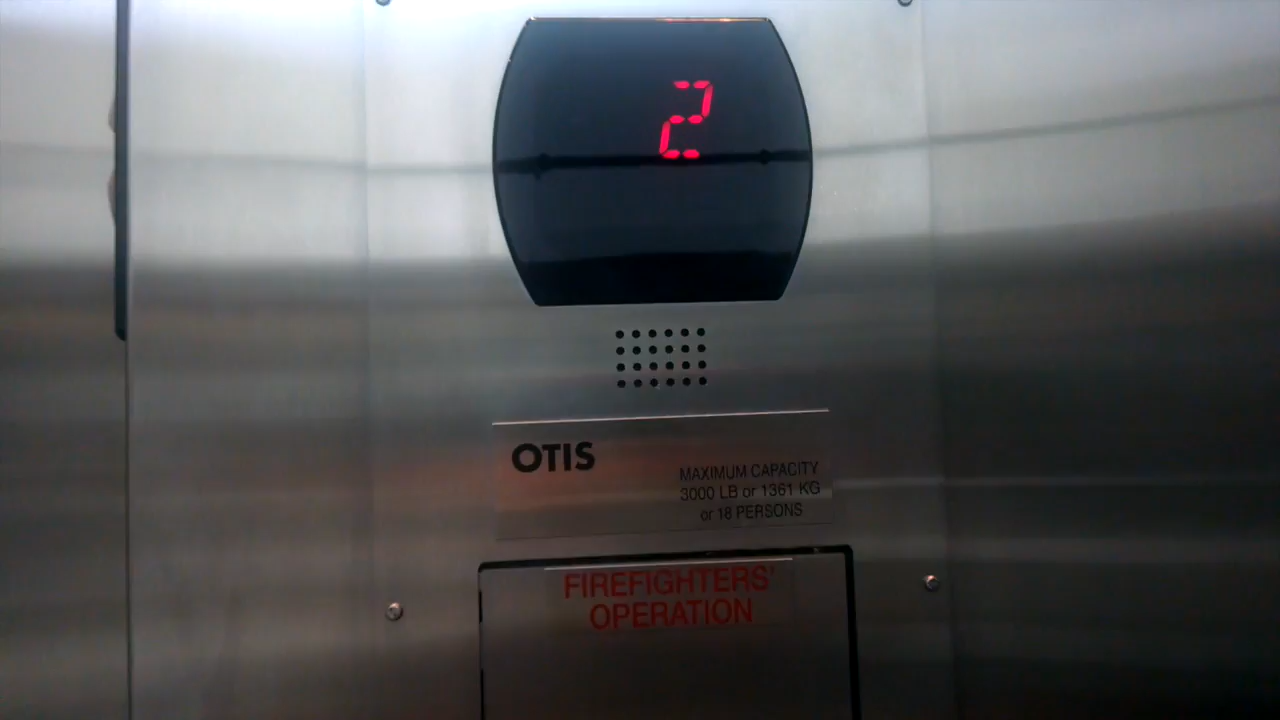 2
OTIS
MAXIMUM CAPACITY
3000 LB or 1361 KG
or 18 PERSONS
FIREFIGHTERS'
OPERATION